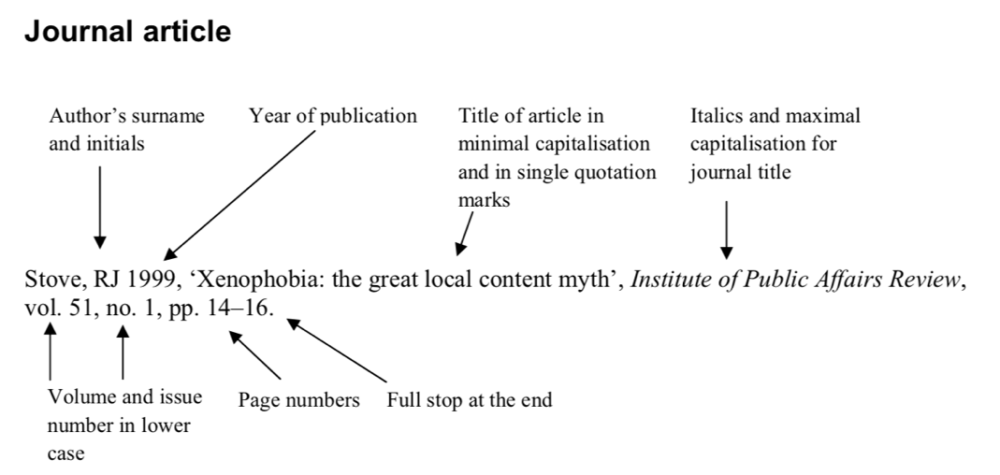 Journal article
Author’s surname
and initials
Year of publication
Title of article in
minimal capitalisation
and in single quotation
marks
Italics and maximal
capitalisation for
journal title
Stove, RJ 1999, ‘Xenophobia: the great local content myth’, Institute of Public Affairs Review,
vol. 51, no. 1, pp. 14–16.
Volume and issue
number in lower
case
Page numbers
Full stop at the end